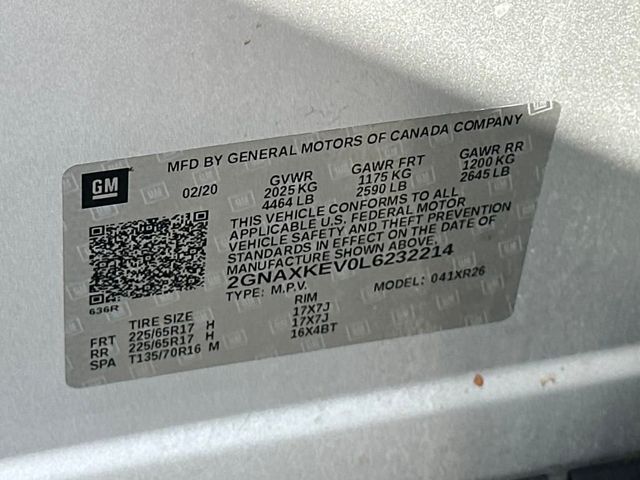 MFD BY GENERAL MOTORS OF CANADA COMPANY
GM
02/20
GVWR
2025 KG
4464 LB
GAWR FRT
1175 KG
2590 LB
GAWR RR
1200 KG
2645 LB
THIS VEHICLE CONFORMS TO ALL
APPLICABLE U.S. FEDERAL MOTOR
VEHICLE SAFETY AND THEFT PREVENTION
STANDARDS IN EFFECT ON THE DATE OF
MANUFACTURE SHOWN ABOVE.
2GNAXKEV0L6232214
TYPE: M.P.V. MODEL: 041XR26
636R
TIRE SIZE RIM
FRT 225/65R17 H 17X7J
RR 225/65R17 H 17X7J
SPA T135/70R16 M 16X4BT